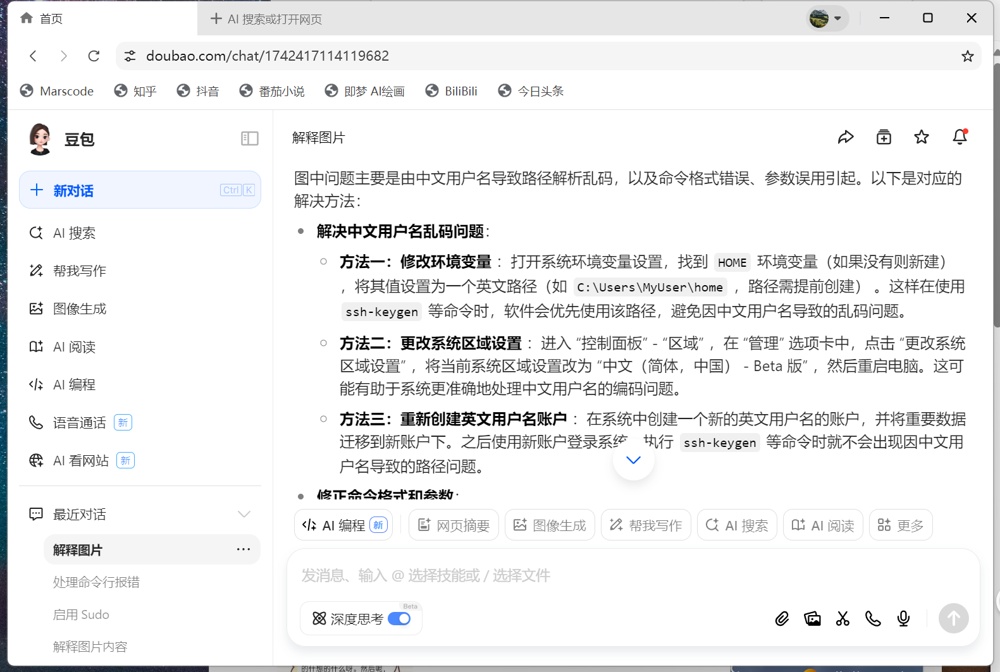 首页
AI 搜索或打开网页
doubao.com/chat/1742417114119682
Marscode
知乎
抖音
番茄小说
即梦 AI绘画
BiliBili
今日头条
豆包
新对话
Ctrl K
AI 搜索
帮我写作
图像生成
AI 阅读
AI 编程
语音通话 新
AI 看网站 新
最近对话
解释图片
处理命令行报错
启用 Sudo
解释图片内容
解释图片
图中问题主要是由中文用户名导致路径解析乱码，以及命令格式错误、参数误用引起。以下是对应的
解决方法：
解决中文用户名乱码问题：
方法一：修改环境变量 ：打开系统环境变量设置，找到 HOME 环境变量（如果没有则新建）
，将其值设置为一个英文路径（如 C:\Users\MyUser\home ，路径需提前创建） 。这样在使用
ssh-keygen 等命令时，软件会优先使用该路径，避免因中文用户名导致的乱码问题。
方法二：更改系统区域设置 ：进入 “控制面板” - “区域” ，在 “管理” 选项卡中，点击 “更改系统
区域设置” ，将当前系统区域设置改为 “中文（简体，中国） - Beta 版” ，然后重启电脑。这可
能有助于系统更准确地处理中文用户名的编码问题。
方法三：重新创建英文用户名账户 ：在系统中创建一个新的英文用户名的账户，并将重要数据
迁移到新账户下。之后使用新账户登录系统 执行 ssh-keygen 等命令时就不会出现因中文用
户名导致的路径问题。
修正命令格式和参数：
AI 编程 新
网页摘要
图像生成
帮我写作
AI 搜索
AI 阅读
更多
发消息、输入 @ 选择技能或 / 选择文件
深度思考 Beta